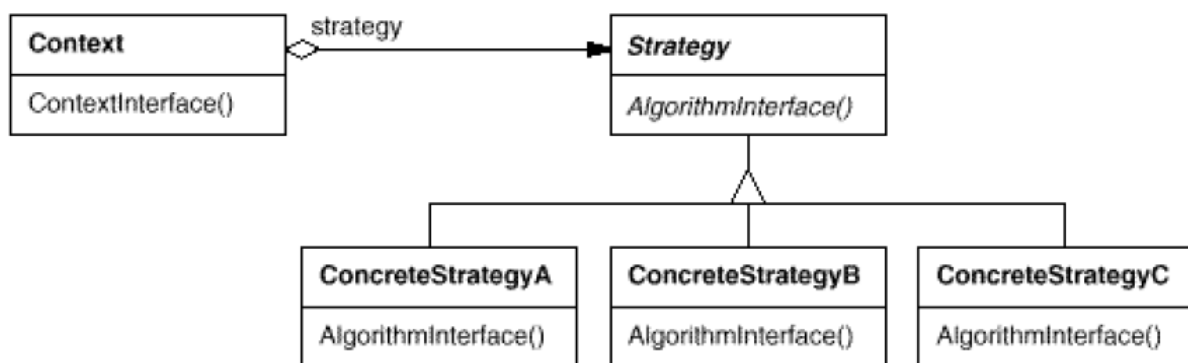 strategy
Context
Strategy
ContextInterface()
AlgorithmInterface()
ConcreteStrategyA
ConcreteStrategyB
ConcreteStrategyC
AlgorithmInterface()
AlgorithmInterface()
AlgorithmInterface()